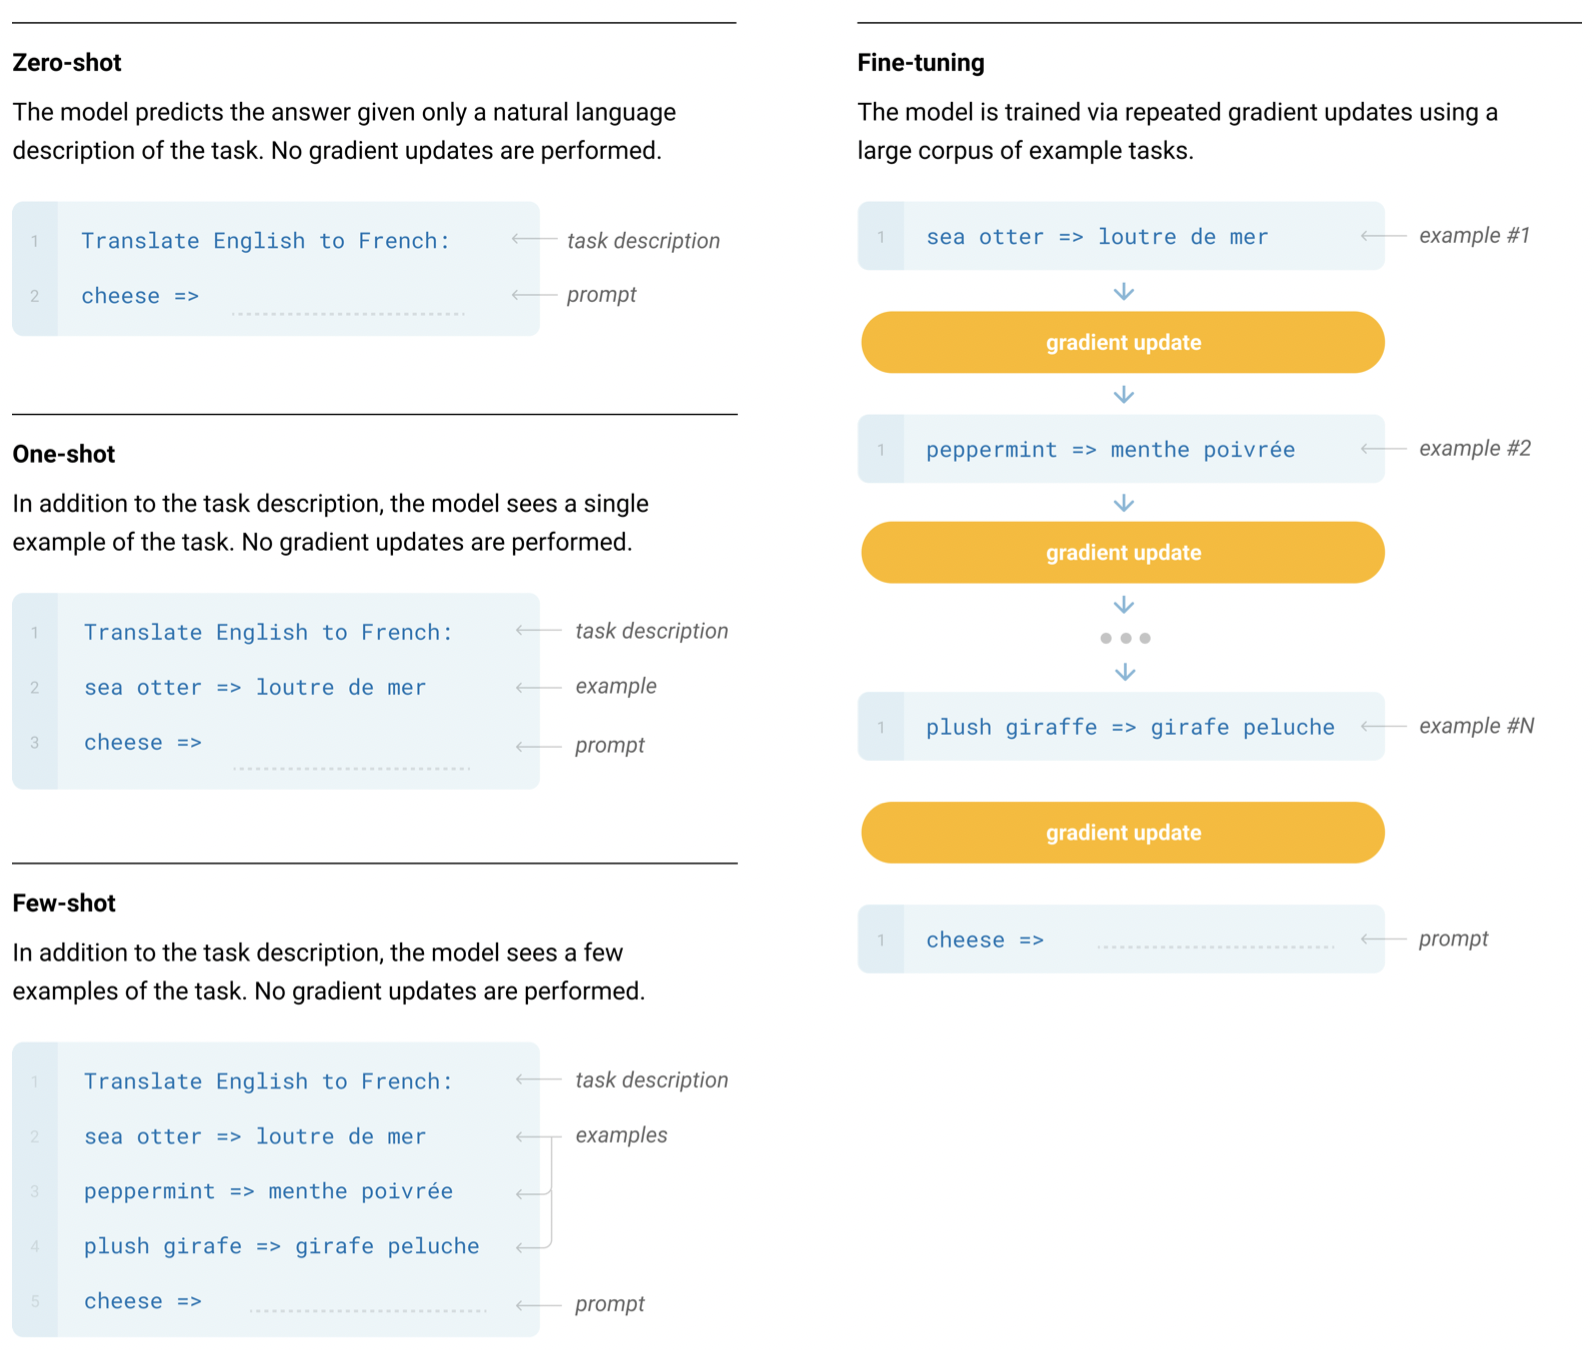 Zero-shot
The model predicts the answer given only a natural language
description of the task. No gradient updates are performed.
1 Translate English to French: task description
2 cheese => prompt
One-shot
In addition to the task description, the model sees a single
example of the task. No gradient updates are performed.
1 Translate English to French: task description
2 sea otter => loutre de mer example
3 cheese => prompt
Few-shot
In addition to the task description, the model sees a few
examples of the task. No gradient updates are performed.
1 Translate English to French: task description
2 sea otter => loutre de mer examples
3 peppermint => menthe poivrée
4 plush girafe => girafe peluche
5 cheese => prompt
Fine-tuning
The model is trained via repeated gradient updates using a
large corpus of example tasks.
1 sea otter => loutre de mer example #1
gradient update
1 peppermint => menthe poivrée example #2
gradient update
1 plush giraffe => girafe peluche example #N
gradient update
1 cheese => prompt